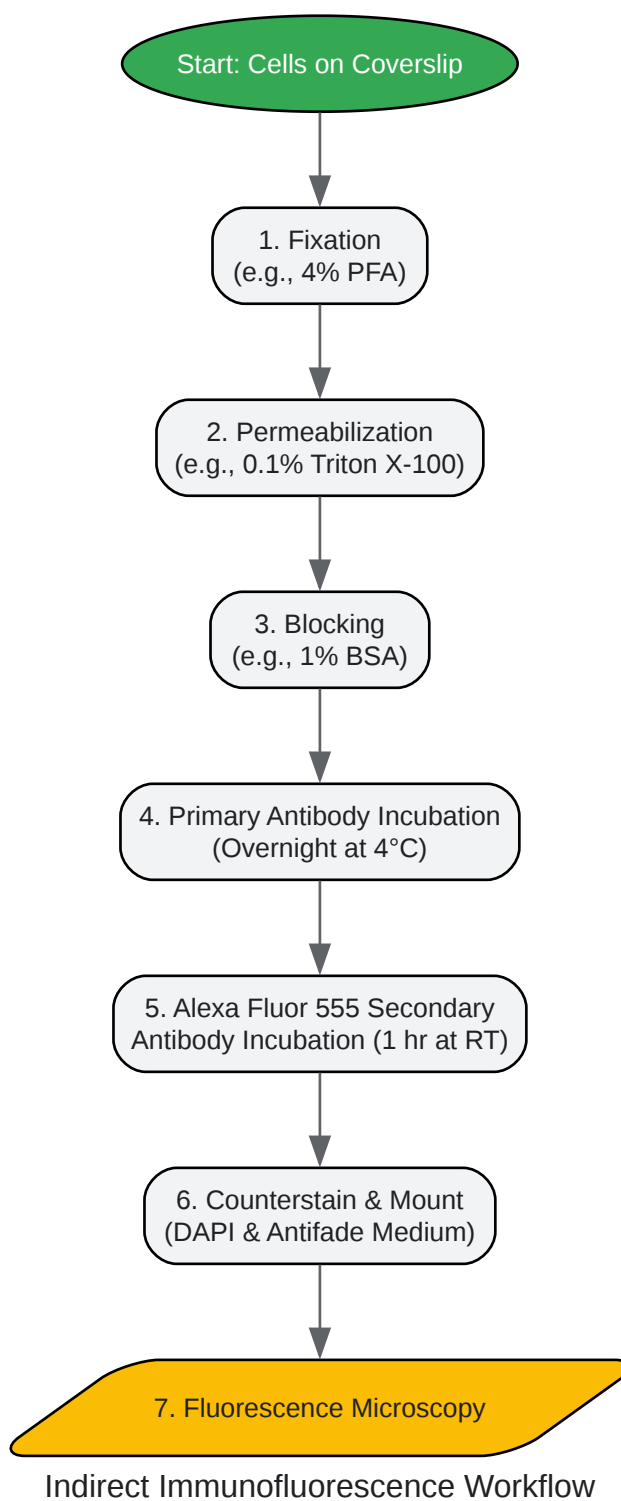 Start: Cells on Coverslip
1. Fixation
(e.g., 4% PFA)
2. Permeabilization
(e.g., 0.1% Triton X-100)
3. Blocking
(e.g., 1% BSA)
4. Primary Antibody Incubation
(Overnight at 4°C)
5. Alexa Fluor 555 Secondary
Antibody Incubation (1 hr at RT)
6. Counterstain & Mount
(DAPI & Antifade Medium)
7. Fluorescence Microscopy
Indirect Immunofluorescence Workflow